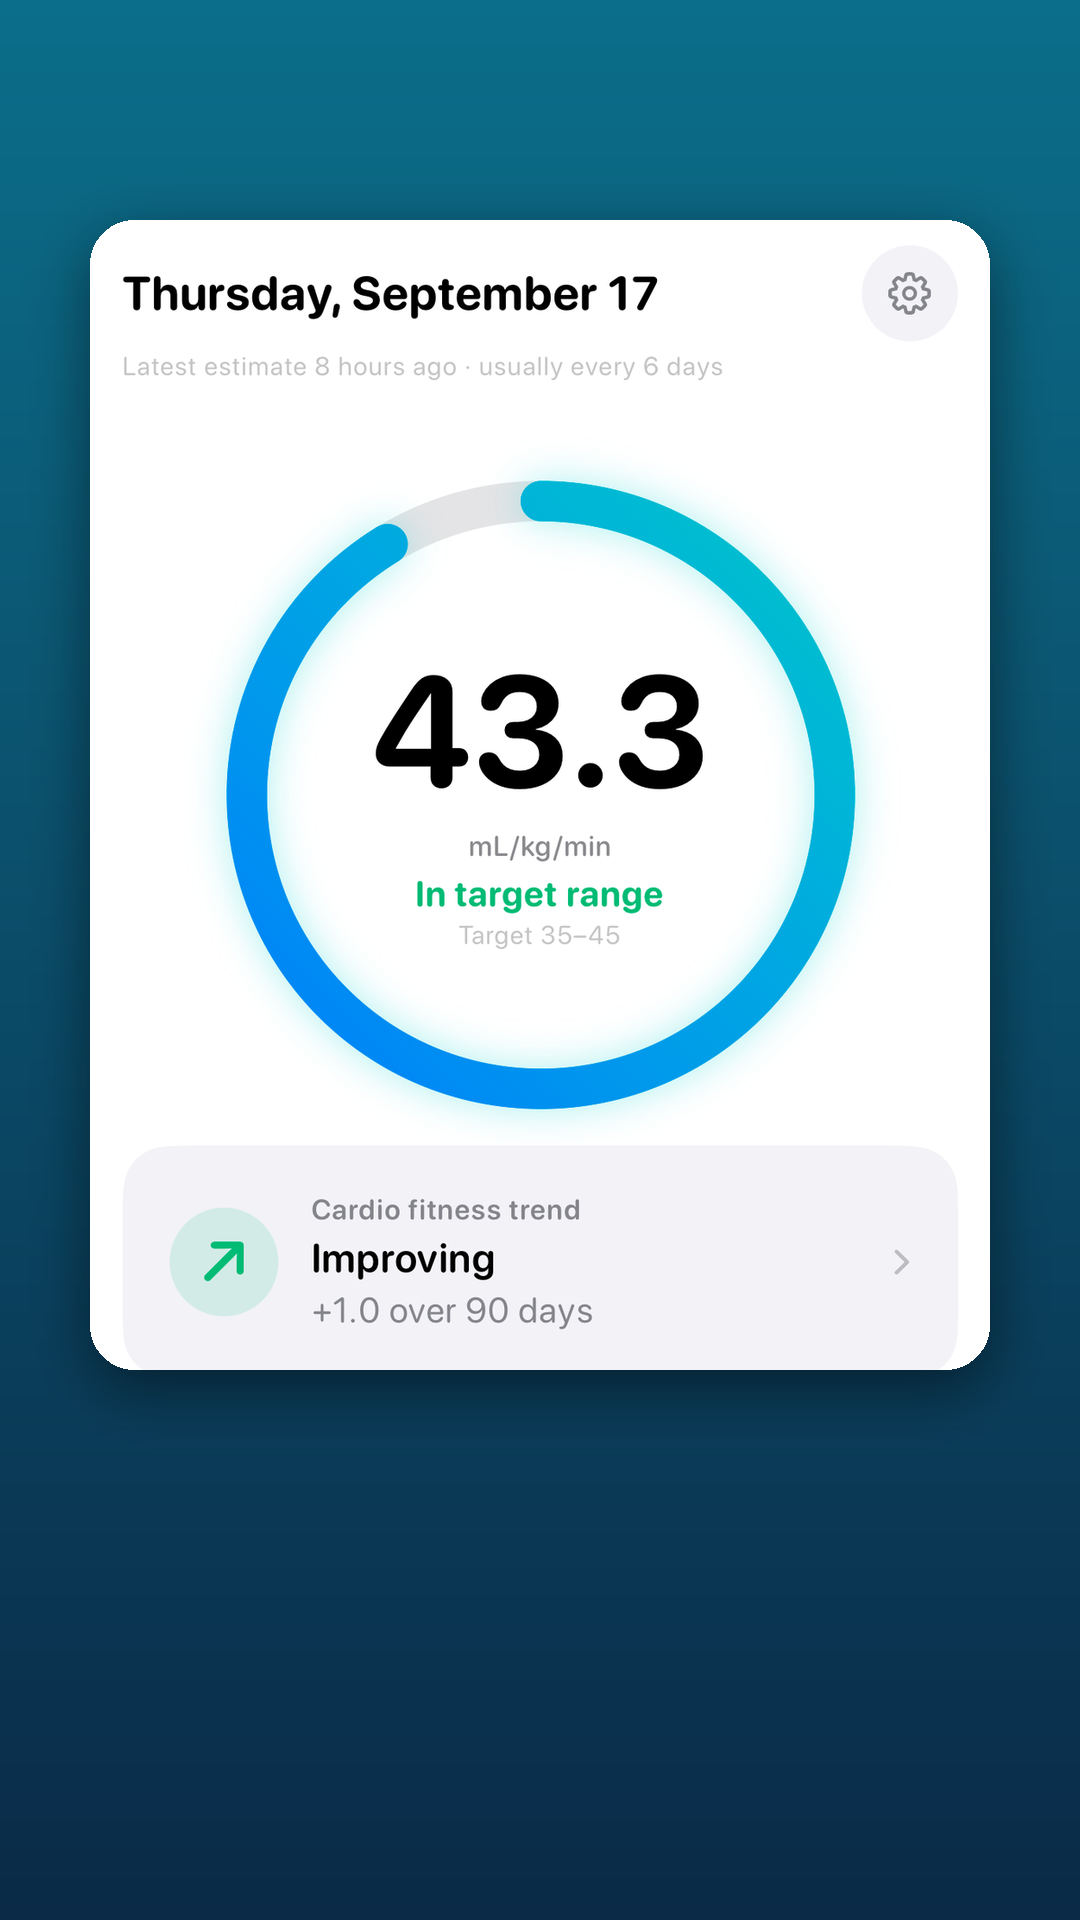 Thursday, September 17
Latest estimate 8 hours ago · usually every 6 days
43.3
mL/kg/min
In target range
Target 35–45
Cardio fitness trend
Improving
+1.0 over 90 days